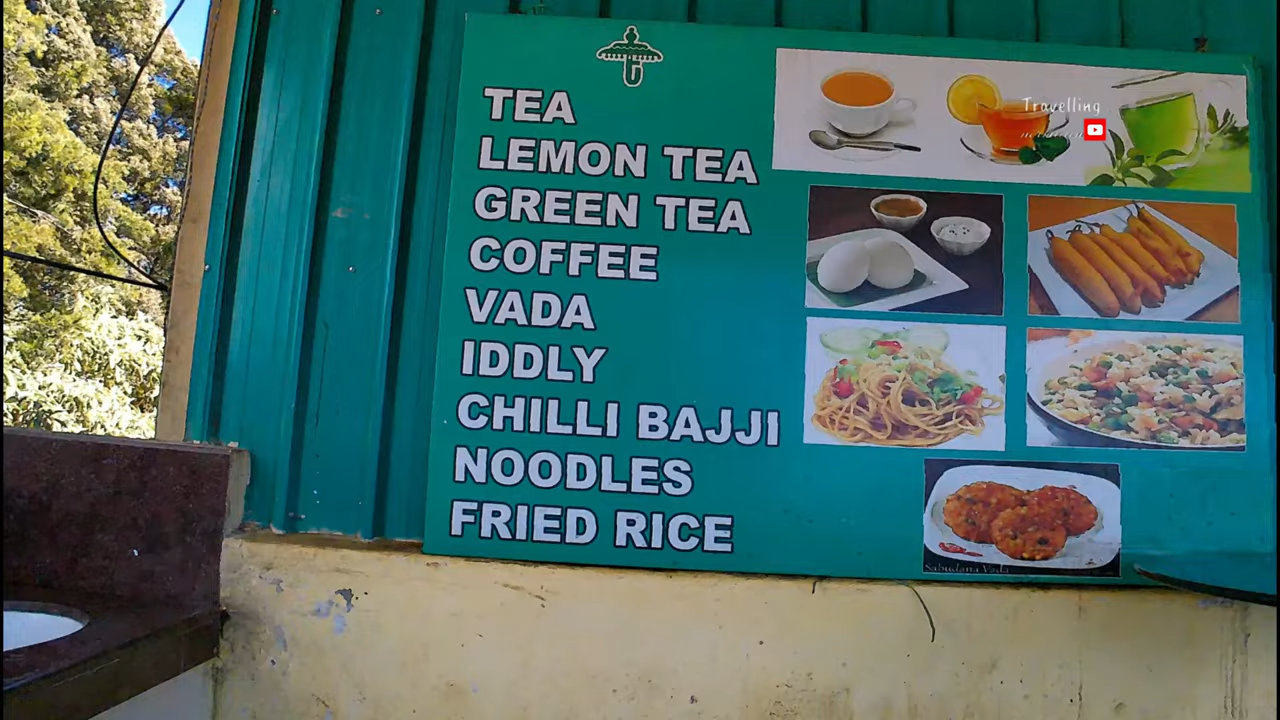 TEA
LEMON TEA
GREEN TEA
COFFEE
VADA
IDDLY
CHILLI BAJJI
NOODLES
FRIED RICE
Travelling
Sabudana Vada